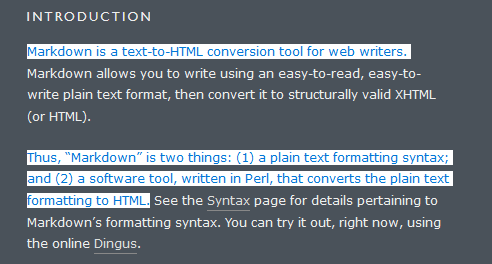 INTRODUCTION
Markdown is a text-to-HTML conversion tool for web writers.
Markdown allows you to write using an easy-to-read, easy-to-
write plain text format, then convert it to structurally valid XHTML
(or HTML).
Thus, “Markdown” is two things: (1) a plain text formatting syntax;
and (2) a software tool, written in Perl, that converts the plain text
formatting to HTML. See the Syntax page for details pertaining to
Markdown’s formatting syntax. You can try it out, right now, using
the online Dingus.